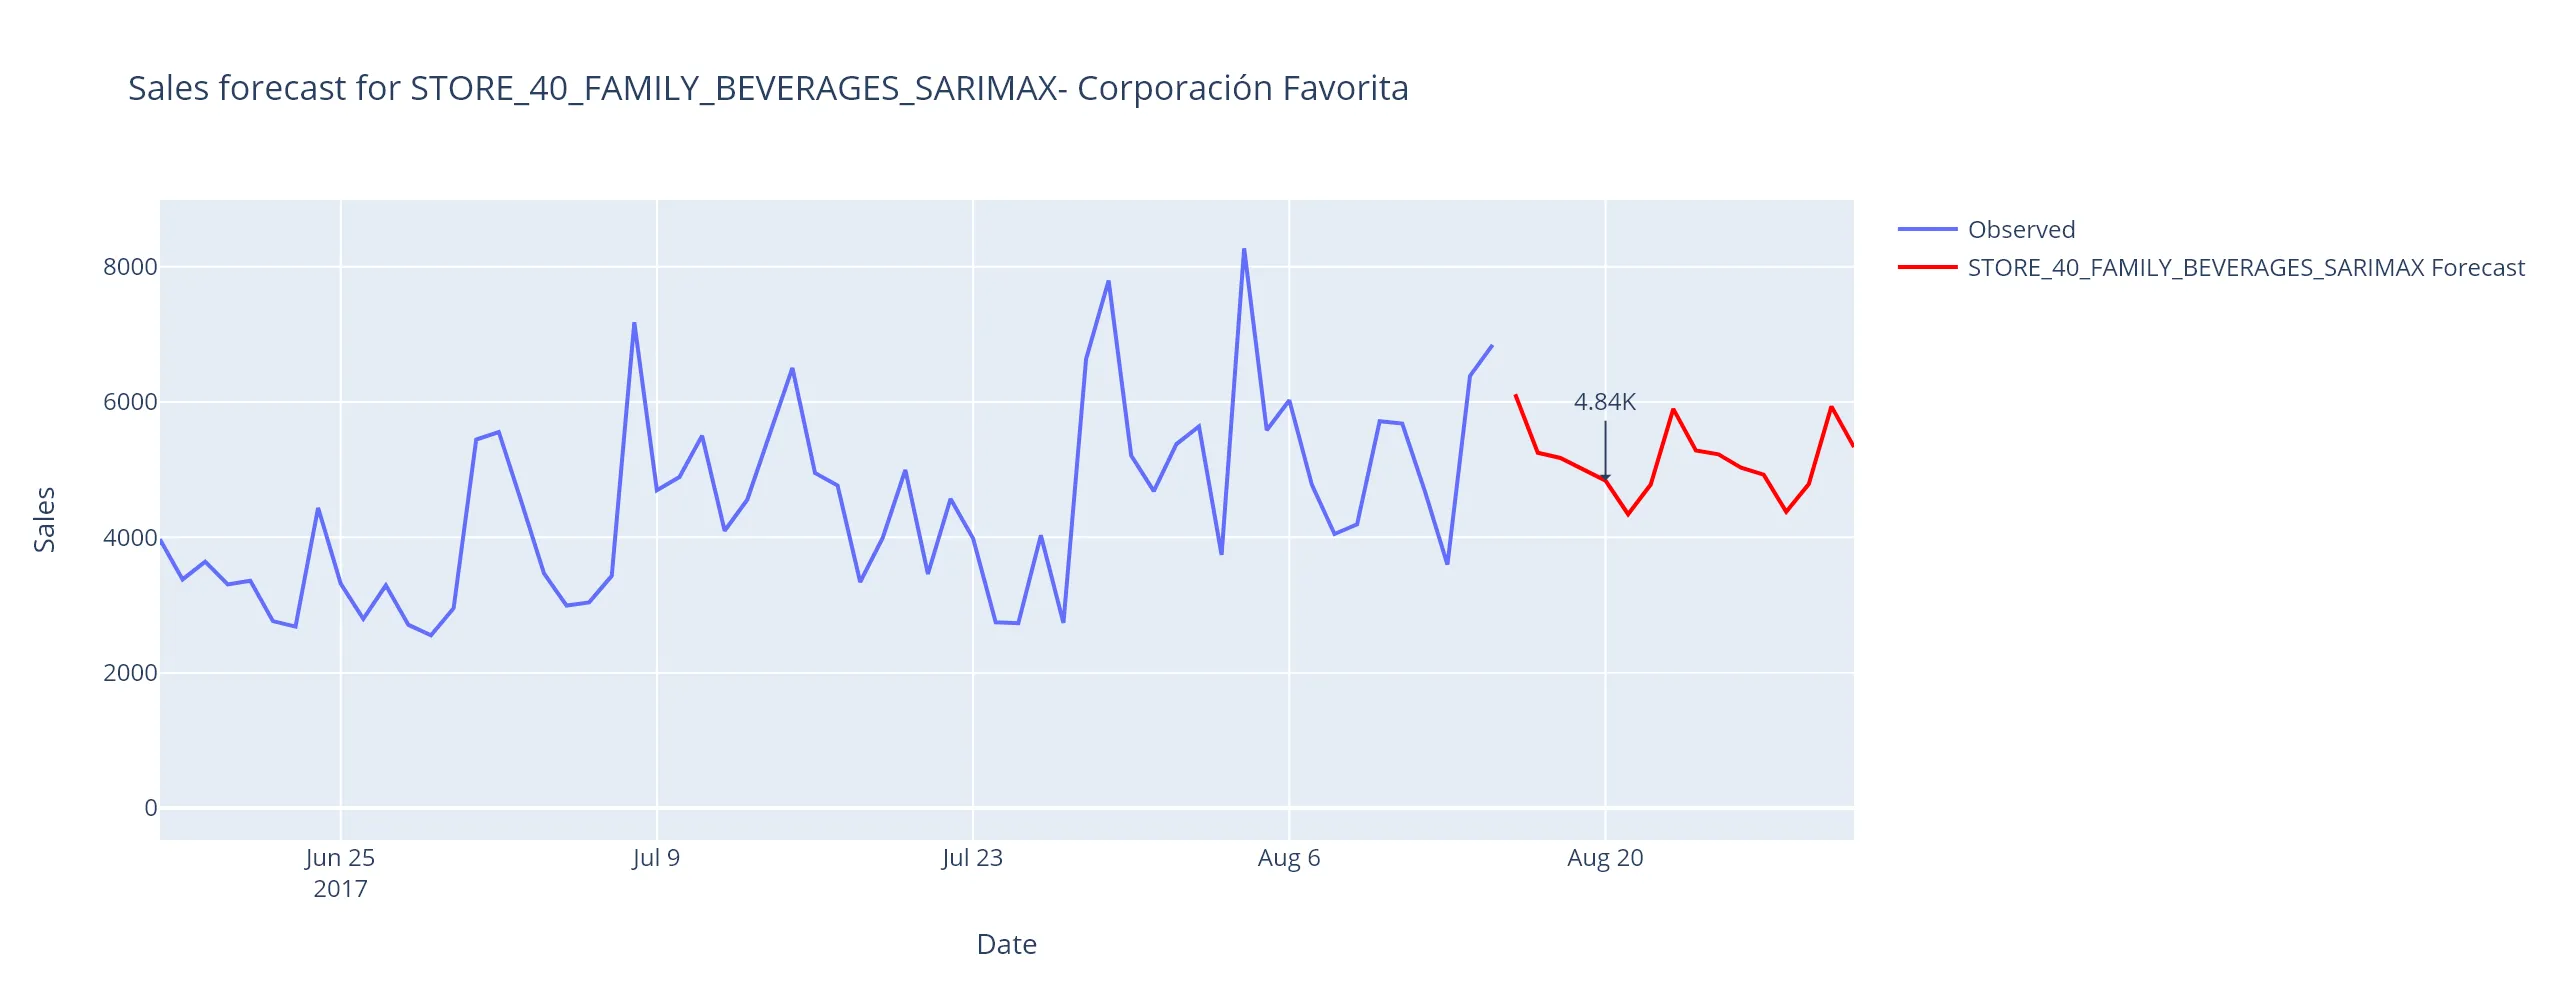 Sales forecast for STORE_40_FAMILY_BEVERAGES_SARIMAX- Corporación Favorita
Observed
STORE_40_FAMILY_BEVERAGES_SARIMAX Forecast
8000
6000
4000
2000
0
Sales
4.84K
Jun 25
2017
Jul 9
Jul 23
Aug 6
Aug 20
Date